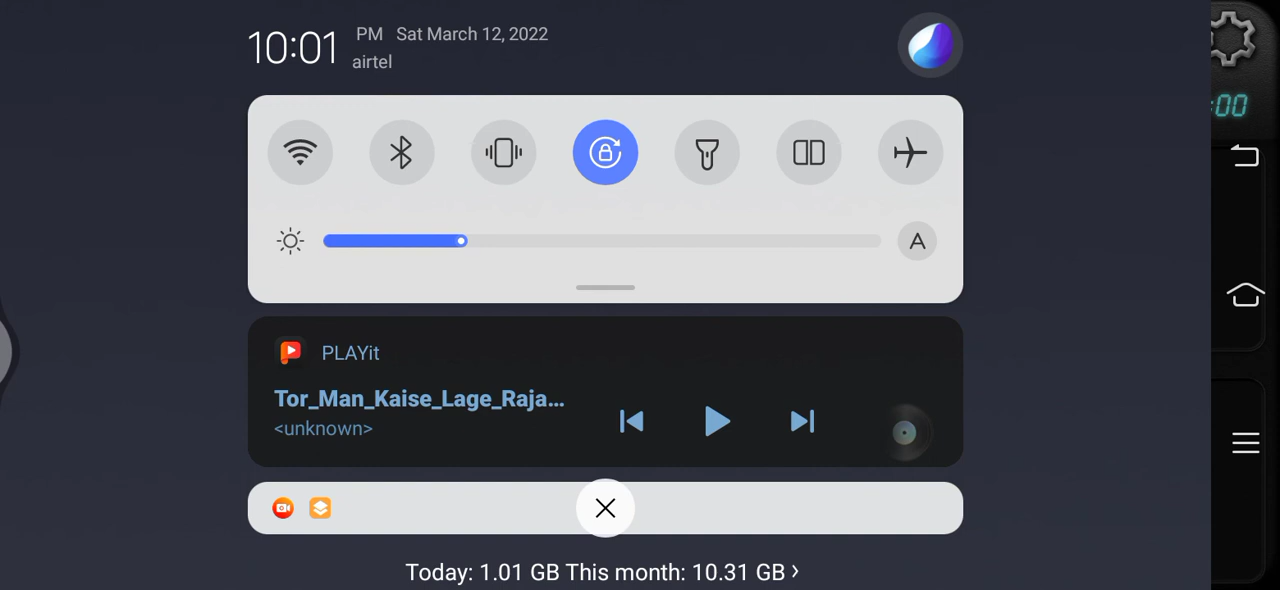 10:01 PM Sat March 12, 2022
airtel
:00
A
PLAYit
Tor_Man_Kaise_Lage_Raja...
<unknown>
Today: 1.01 GB This month: 10.31 GB